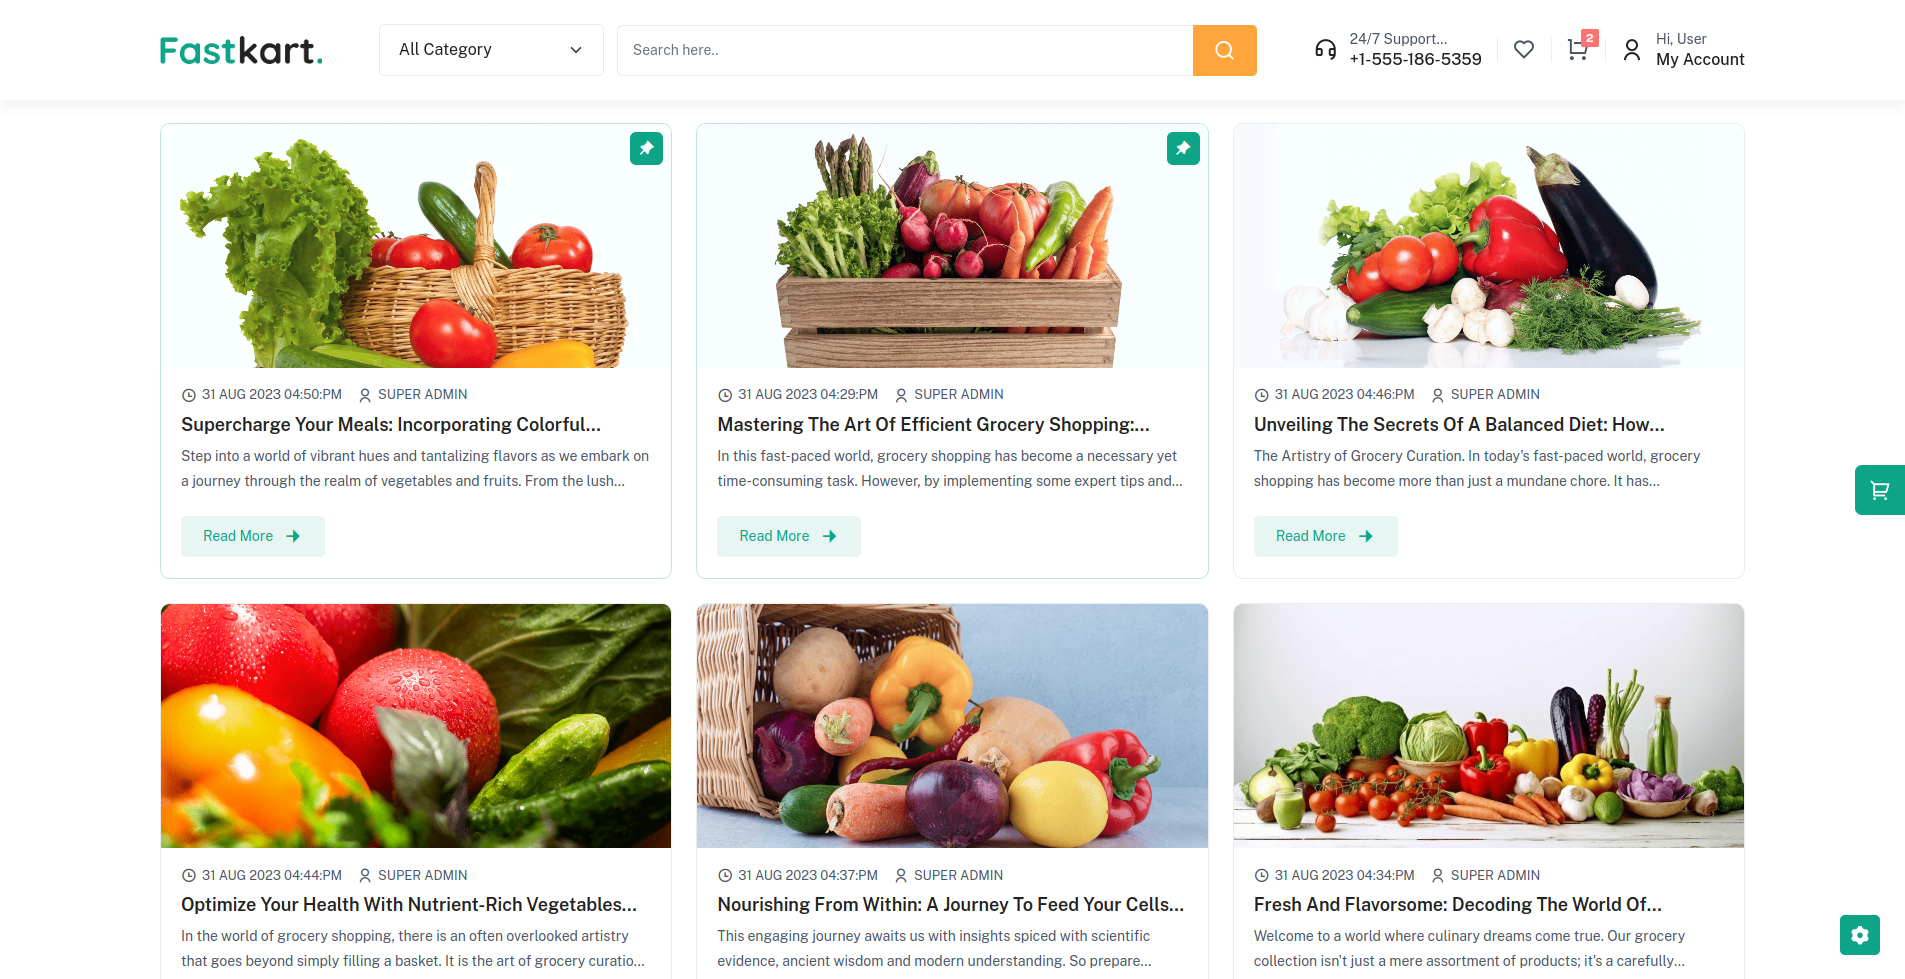 Fastkart.
All Category
Search here..
24/7 Support...
+1-555-186-5359
2
Hi, User
My Account
31 AUG 2023 04:50:PM SUPER ADMIN
Supercharge Your Meals: Incorporating Colorful...
Step into a world of vibrant hues and tantalizing flavors as we embark on
a journey through the realm of vegetables and fruits. From the lush...
Read More
31 AUG 2023 04:29:PM SUPER ADMIN
Mastering The Art Of Efficient Grocery Shopping:...
In this fast-paced world, grocery shopping has become a necessary yet
time-consuming task. However, by implementing some expert tips and...
Read More
31 AUG 2023 04:46:PM SUPER ADMIN
Unveiling The Secrets Of A Balanced Diet: How...
The Artistry of Grocery Curation. In today's fast-paced world, grocery
shopping has become more than just a mundane chore. It has...
Read More
31 AUG 2023 04:44:PM SUPER ADMIN
Optimize Your Health With Nutrient-Rich Vegetables...
In the world of grocery shopping, there is an often overlooked artistry
that goes beyond simply filling a basket. It is the art of grocery curatio...
31 AUG 2023 04:37:PM SUPER ADMIN
Nourishing From Within: A Journey To Feed Your Cells...
This engaging journey awaits us with insights spiced with scientific
evidence, ancient wisdom and modern understanding. So prepare...
31 AUG 2023 04:34:PM SUPER ADMIN
Fresh And Flavorsome: Decoding The World Of...
Welcome to a world where culinary dreams come true. Our grocery
collection isn't just a mere assortment of products; it's a carefully...